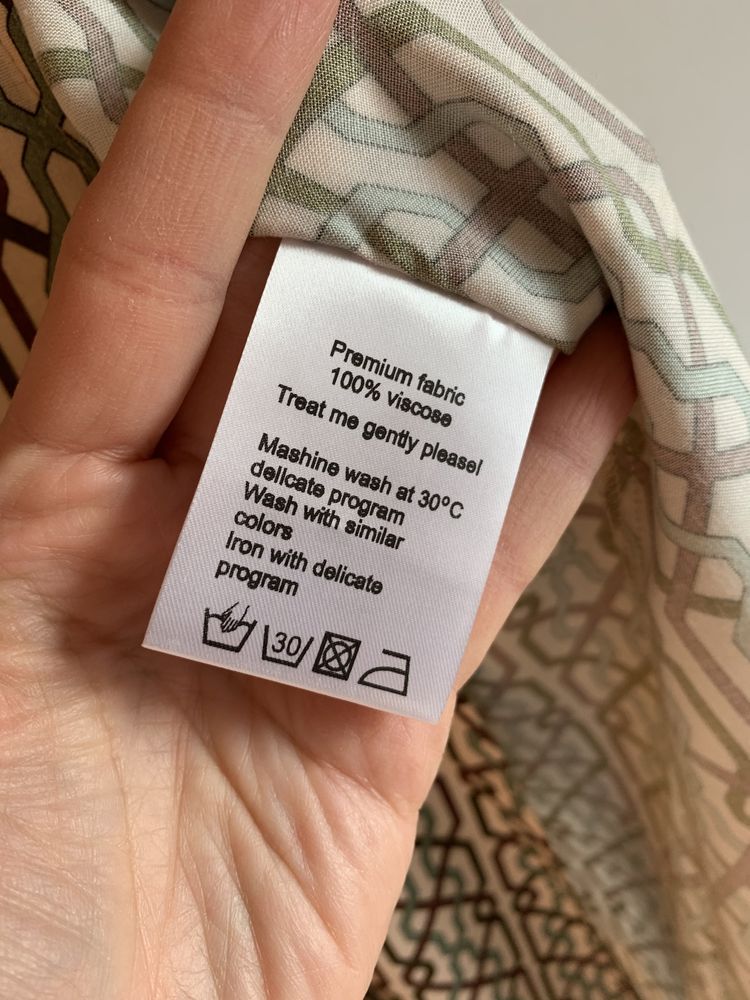 Premium fabric
100% viscose
Treat me gently please!
Mashine wash at 30°C
delicate program
Wash with similar
colors
Iron with delicate
program
30